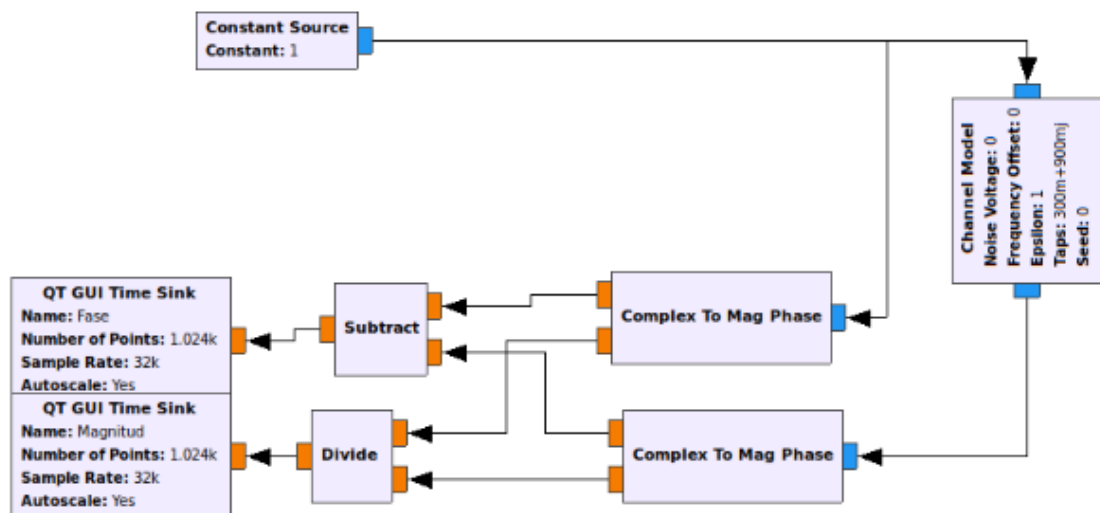 Constant Source
Constant: 1
Channel Model
Noise Voltage: 0
Frequency Offset: 0
Epsilon: 1
Taps: 300m+900mj
Seed: 0
QT GUI Time Sink
Name: Fase
Number of Points: 1.024k
Sample Rate: 32k
Autoscale: Yes
Subtract
Complex To Mag Phase
QT GUI Time Sink
Name: Magnitud
Number of Points: 1.024k
Sample Rate: 32k
Autoscale: Yes
Divide
Complex To Mag Phase